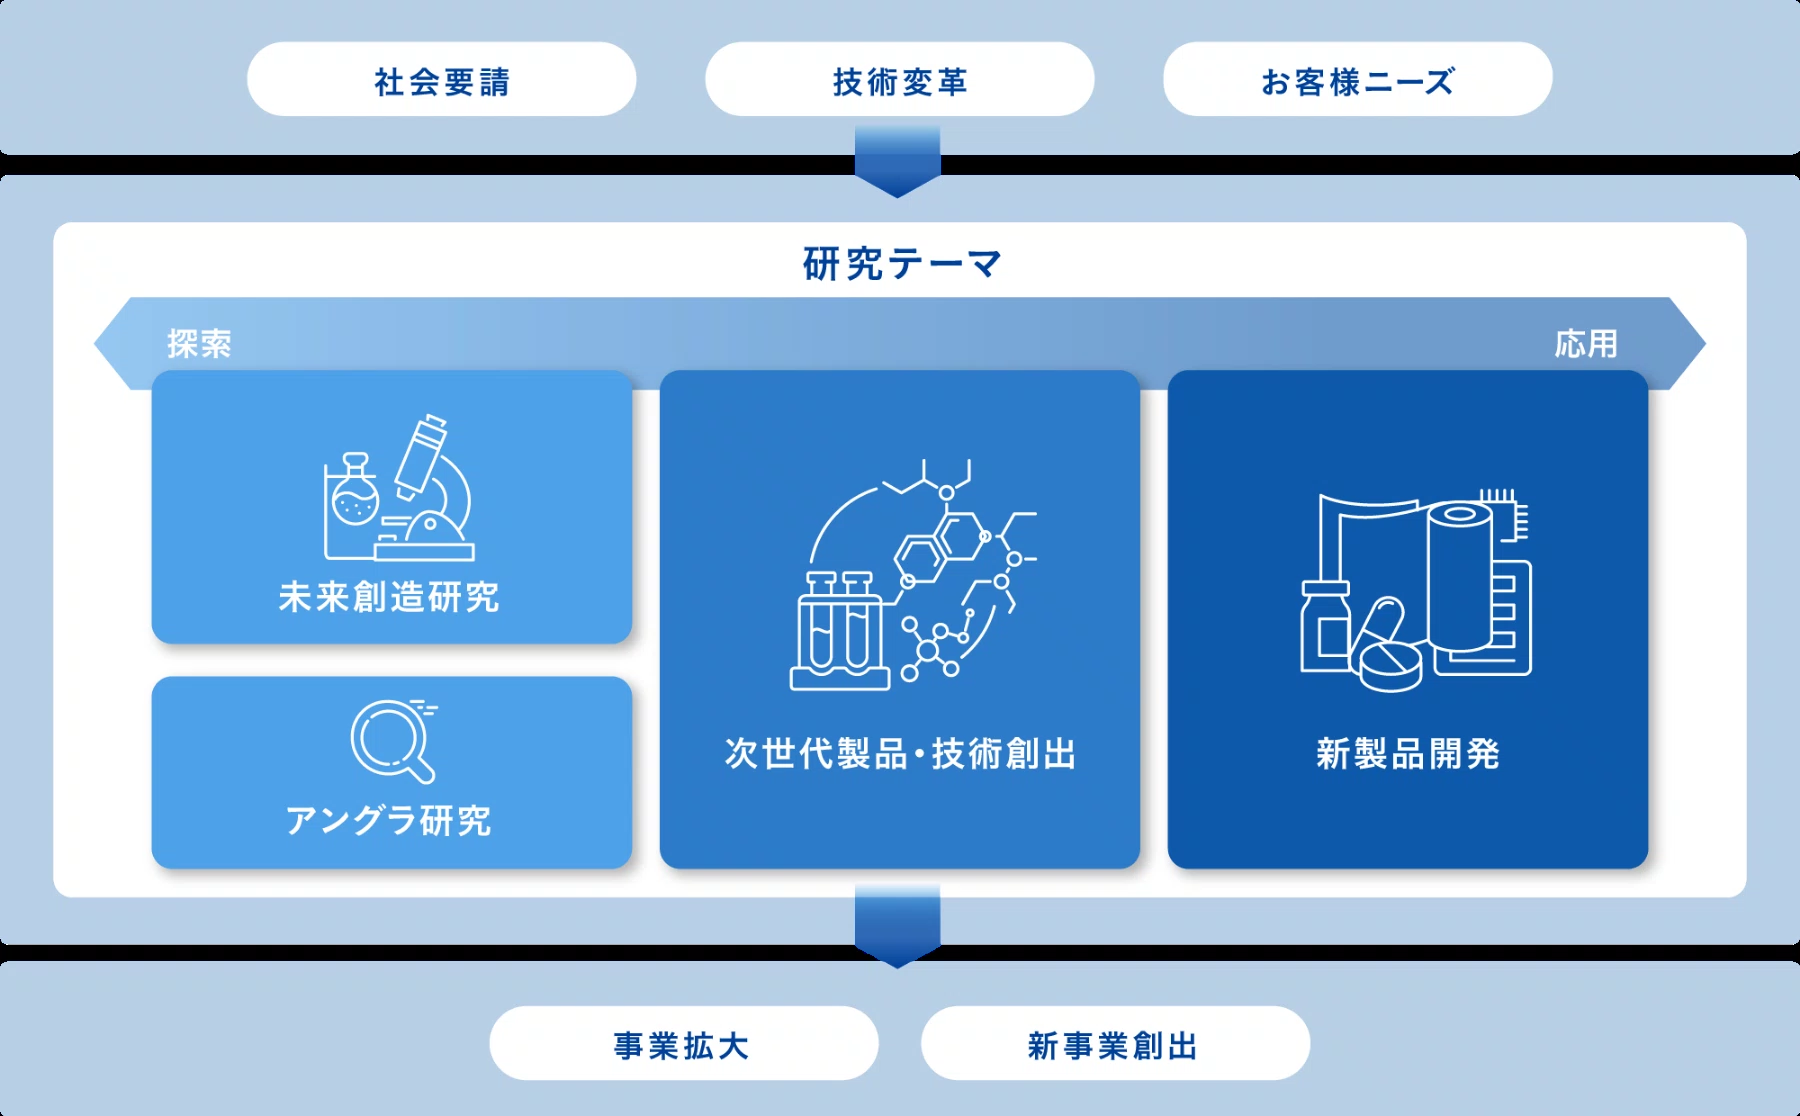 社会要請
技術変革
お客様ニーズ
研究テーマ
探索
応用
未来創造研究
アングラ研究
次世代製品・技術創出
新製品開発
事業拡大
新事業創出